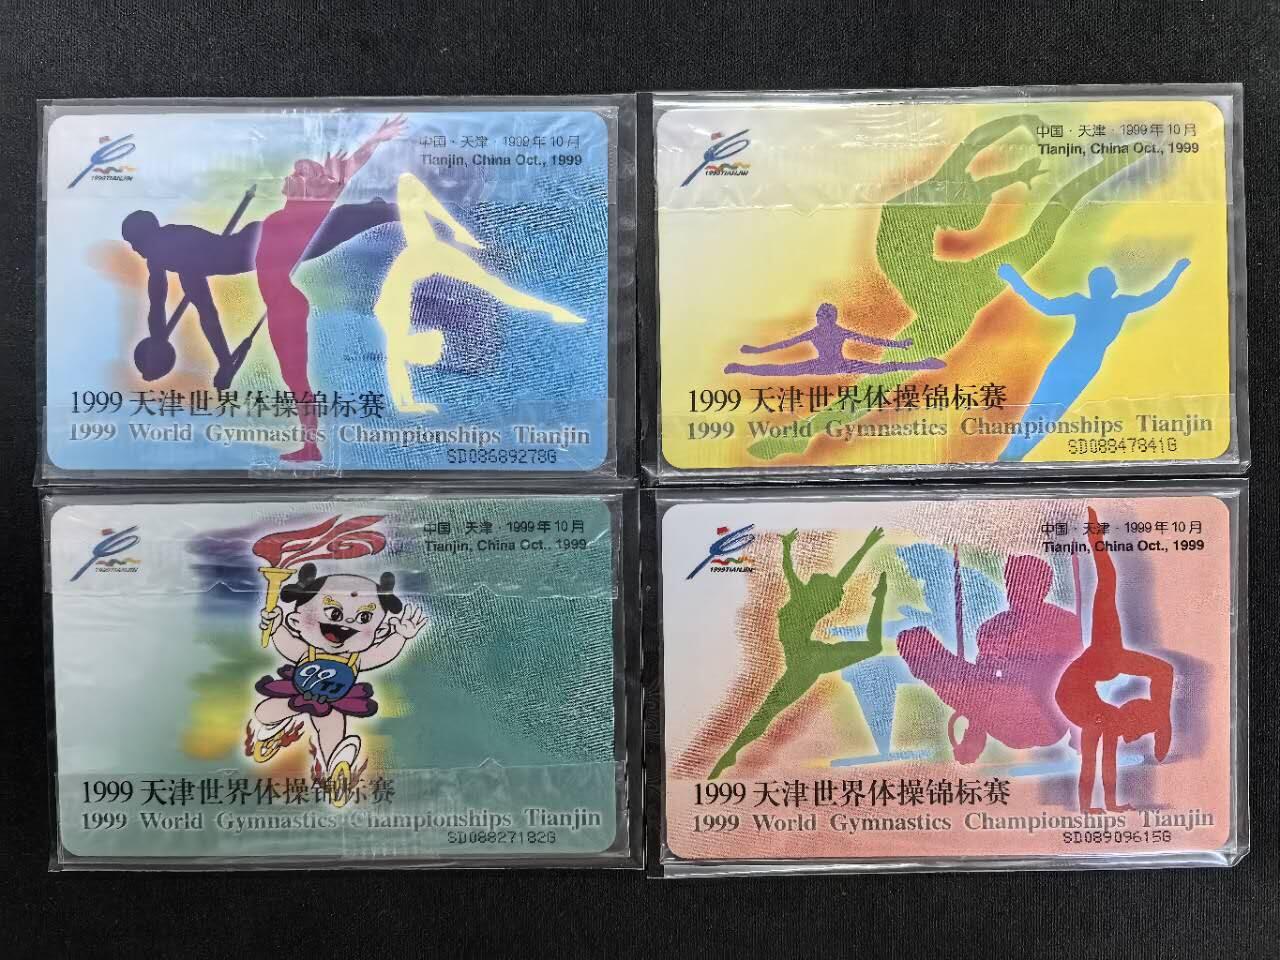 1999TIANJIN
中国·天津·1999年10月
Tianjin, China Oct., 1999
1999 天津世界体操锦标赛
1999 World Gymnastics Championships Tianjin
SD08689278G
1999TIANJIN
中国·天津·1999年10月
Tianjin, China Oct., 1999
1999 天津世界体操锦标赛
1999 World Gymnastics Championships Tianjin
SD08847841G
1999TIANJIN
中国·天津·1999年10月
Tianjin, China Oct., 1999
99TJ
1999 天津世界体操锦标赛
1999 World Gymnastics Championships Tianjin
SD08827182G
1999TIANJIN
中国·天津·1999年10月
Tianjin, China Oct., 1999
1999 天津世界体操锦标赛
1999 World Gymnastics Championships Tianjin
SD08909615G